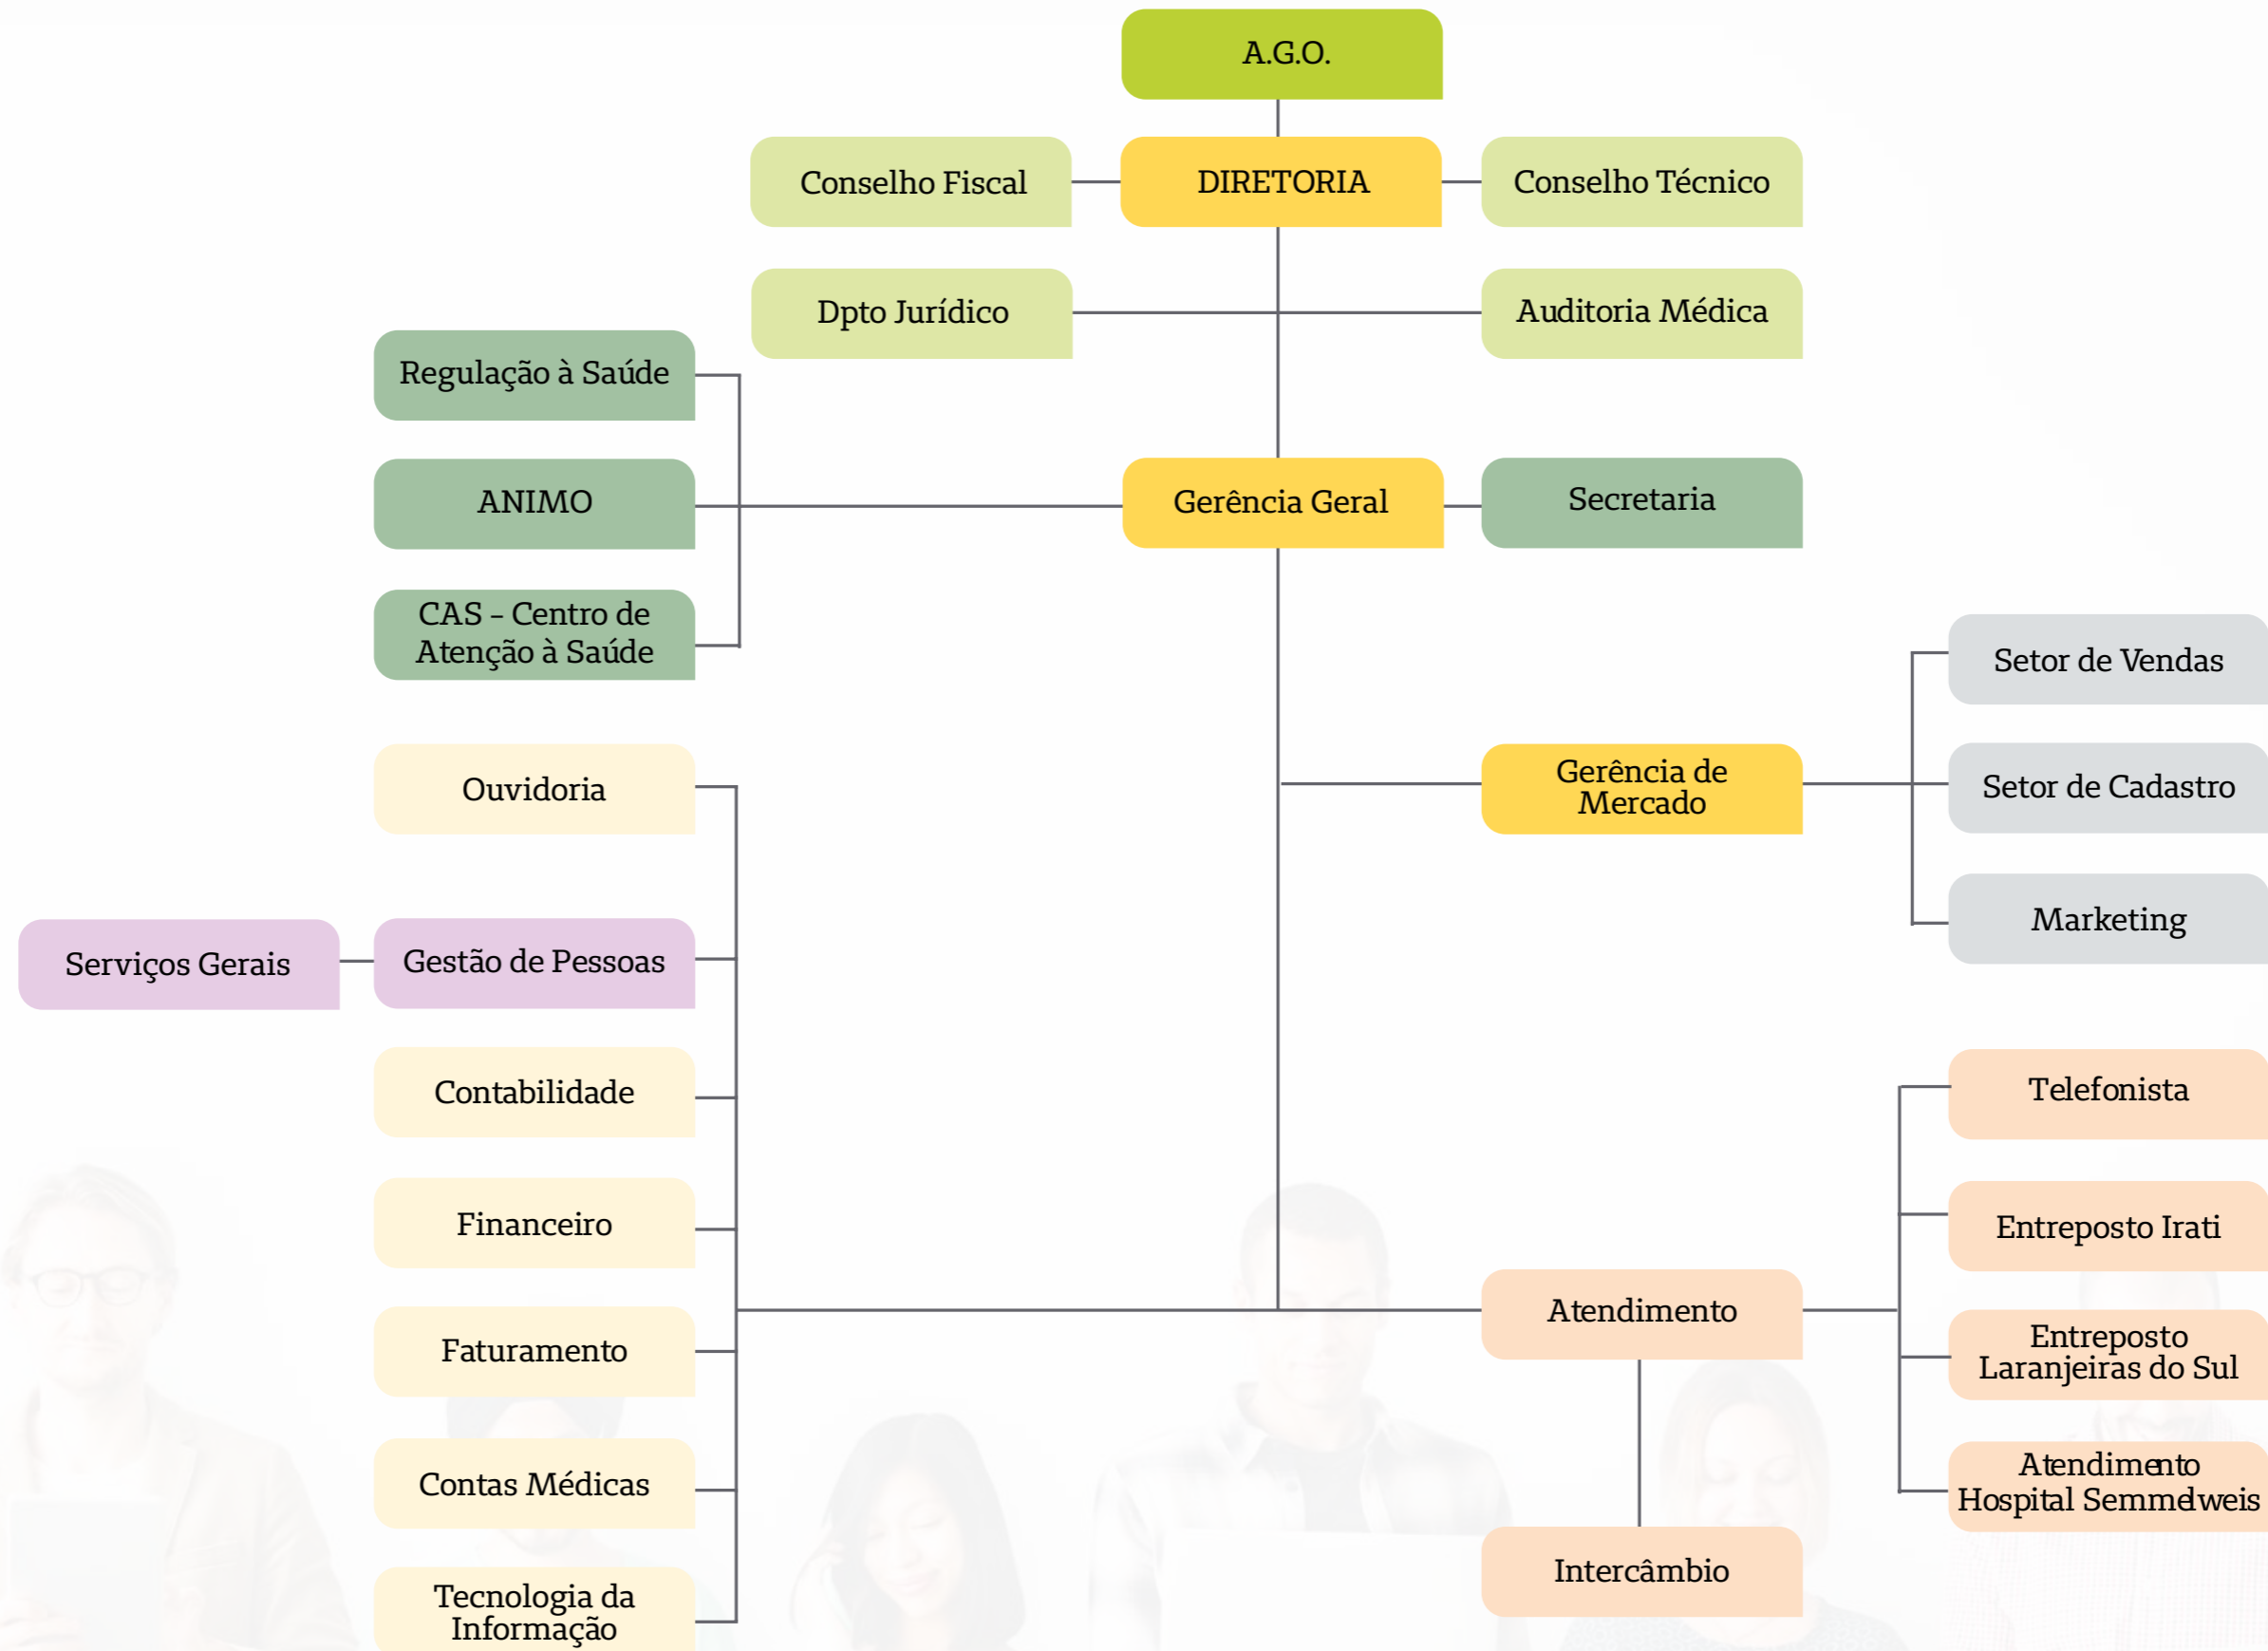 A.G.O.
Conselho Fiscal
DIRETORIA
Conselho Técnico
Dpto Jurídico
Auditoria Médica
Regulação à Saúde
ANIMO
Gerência Geral
Secretaria
CAS – Centro de
Atenção à Saúde
Setor de Vendas
Ouvidoria
Gerência de
Mercado
Setor de Cadastro
Marketing
Serviços Gerais
Gestão de Pessoas
Contabilidade
Telefonista
Financeiro
Entreposto Irati
Faturamento
Atendimento
Entreposto
Laranjeiras do Sul
Contas Médicas
Atendimento
Hospital Semmelweis
Intercâmbio
Tecnologia da
Informação